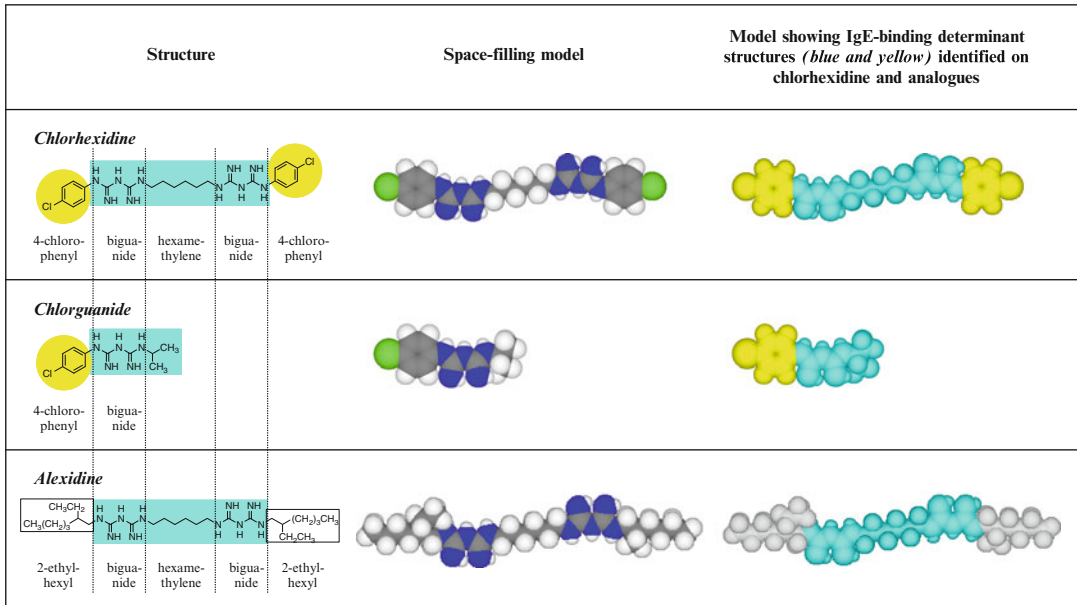 Structure
Space-filling model
Model showing IgE-binding determinant
structures (blue and yellow) identified on
chlorhexidine and analogues
Chlorhexidine
H H H NH NH
N N N N Cl
Cl NH NH H H H
4-chloro-
phenyl
bigua-
nide
hexame-
thylene
bigua-
nide
4-chloro-
phenyl
Chlorguanide
H H H
N N N CH3
Cl NH NH CH3
4-chloro-
phenyl
bigua-
nide
Alexidine
CH3CH2 H H H NH NH
CH3(CH2)3 N N N N N N (CH2)3CH3
NH NH H H H CH2CH3
2-ethyl-
hexyl
bigua-
nide
hexame-
thylene
bigua-
nide
2-ethyl-
hexyl